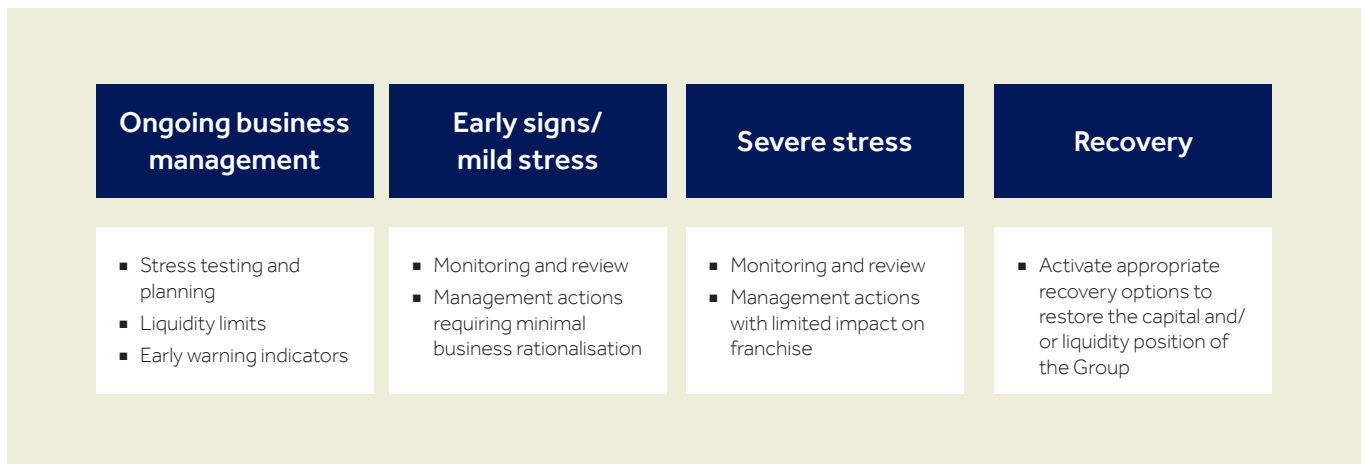 Ongoing business
management
■ Stress testing and
planning
■ Liquidity limits
■ Early warning indicators
Early signs/
mild stress
■ Monitoring and review
■ Management actions
requiring minimal
business rationalisation
Severe stress
■ Monitoring and review
■ Management actions
with limited impact on
franchise
Recovery
■ Activate appropriate
recovery options to
restore the capital and/
or liquidity position of
the Group